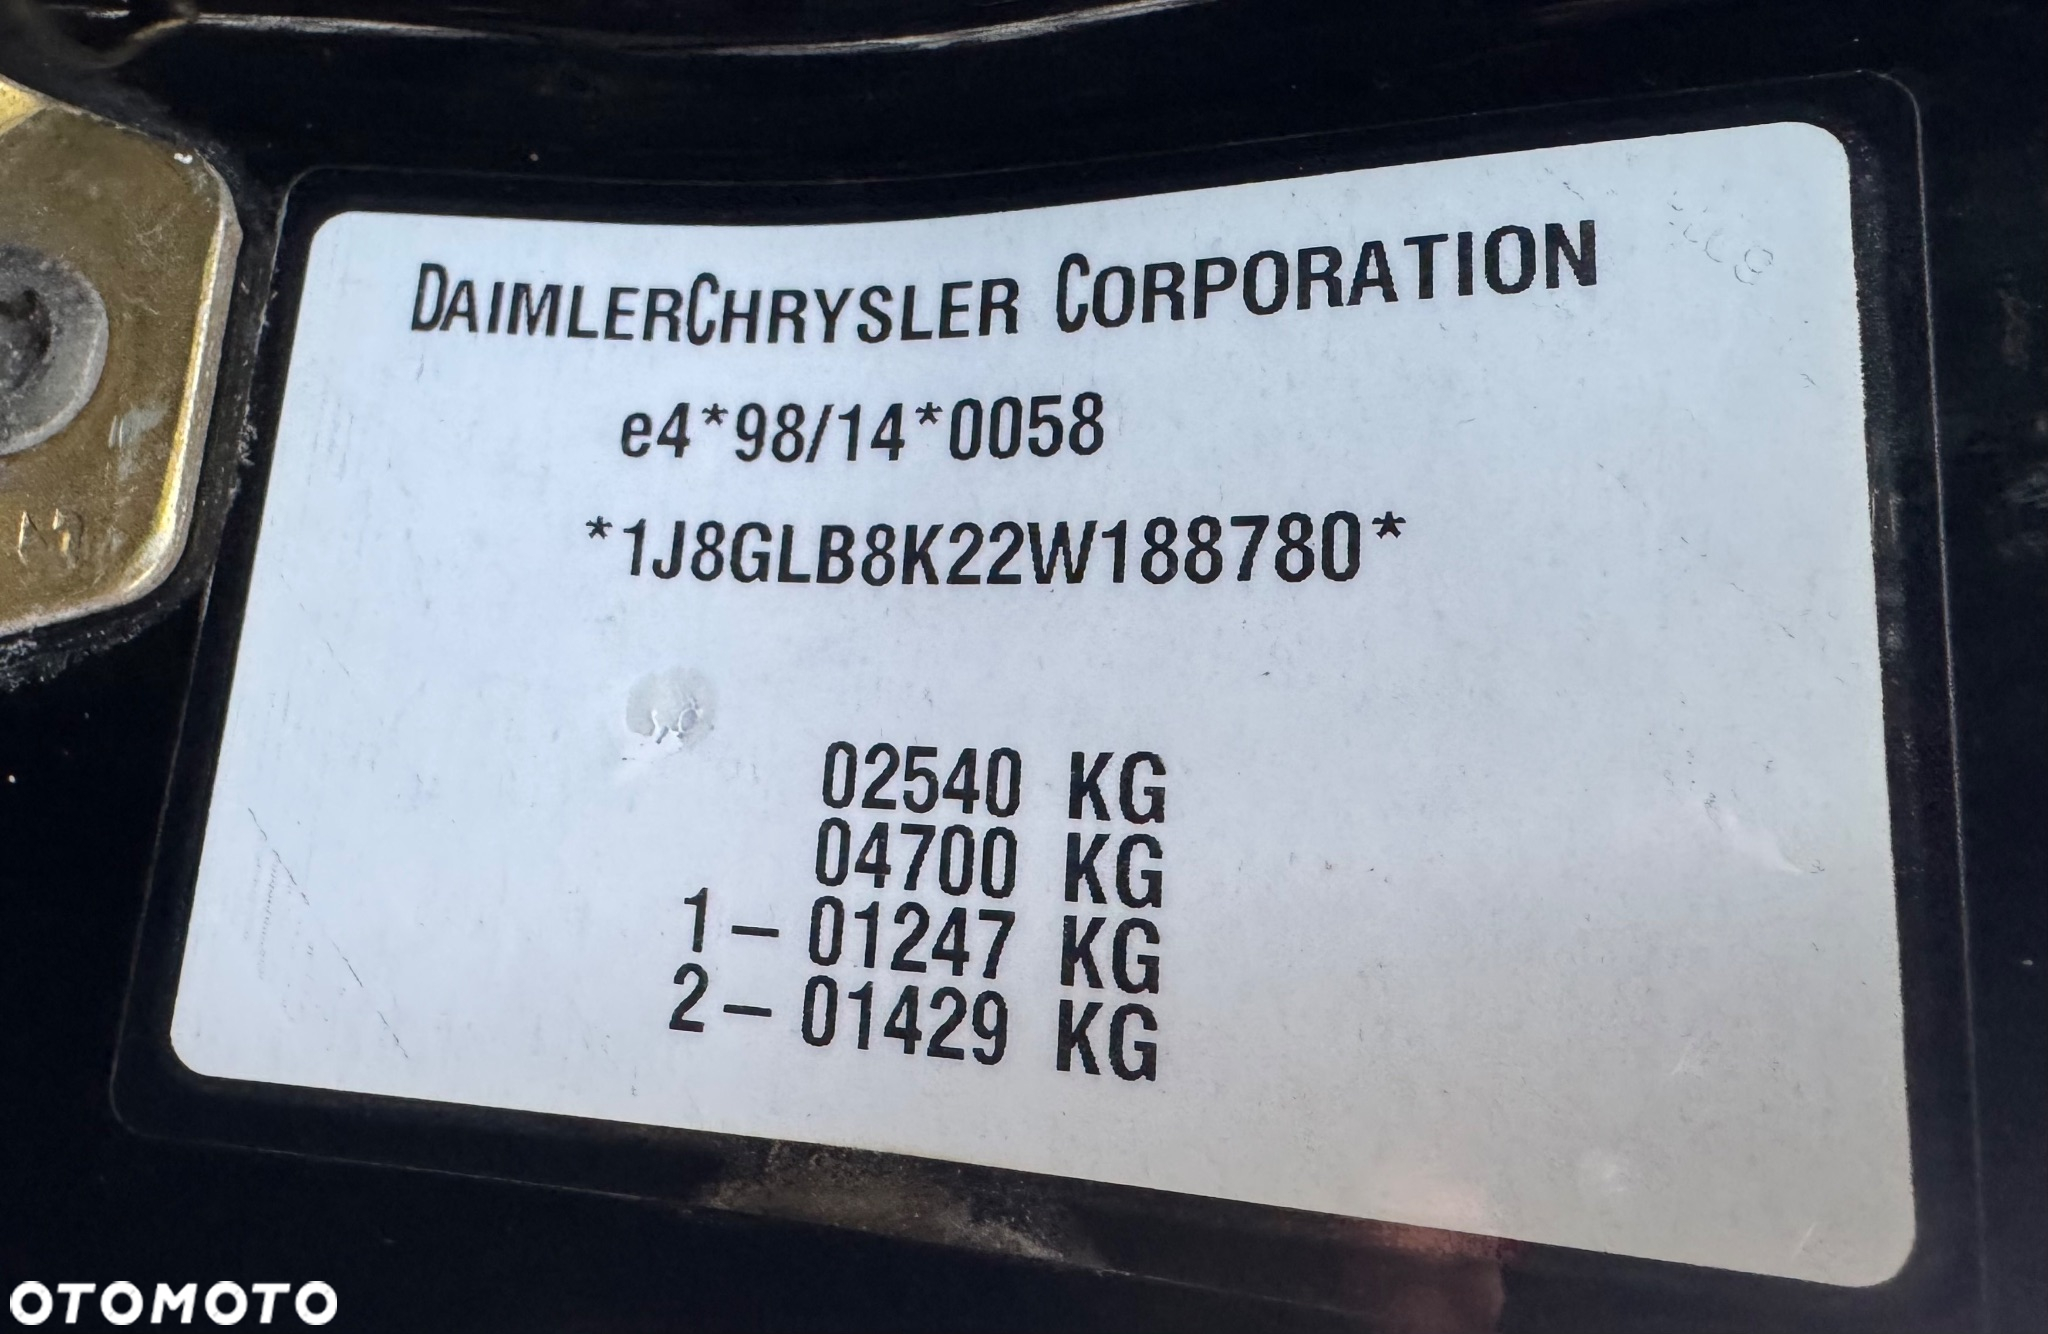 DAIMLERCHRYSLER CORPORATION
e4*98/14*0058
*1J8GLB8K22W188780*
02540 KG
04700 KG
1 – 01247 KG
2 – 01429 KG
OTOMOTO